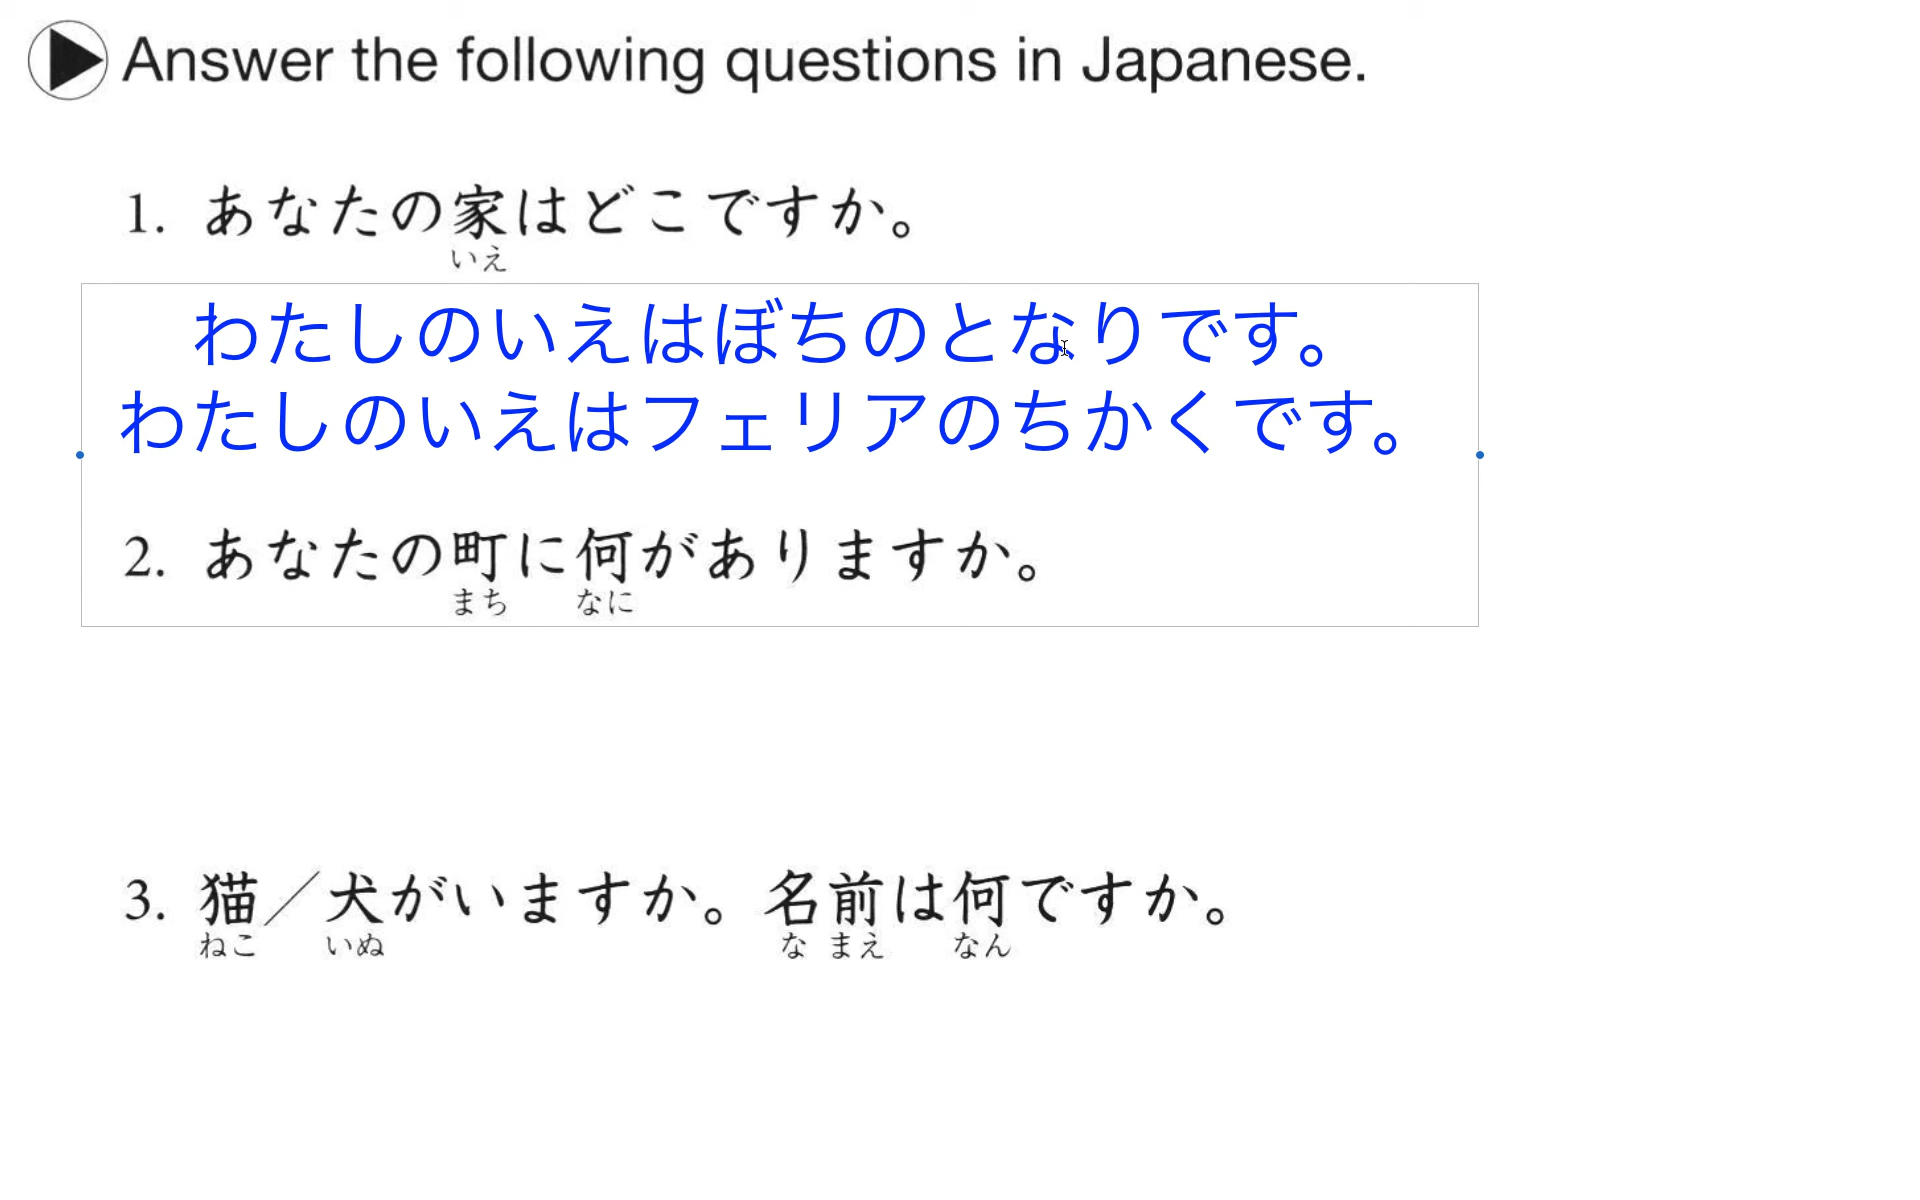 Answer the following questions in Japanese.
1. あなたの家はどこですか。
いえ
わたしのいえはぼちのとなりです。
わたしのいえはフェリアのちかくです。
2. あなたの町に何がありますか。
まち なに
3. 猫／犬がいますか。名前は何ですか。
ねこ いぬ な まえ なん